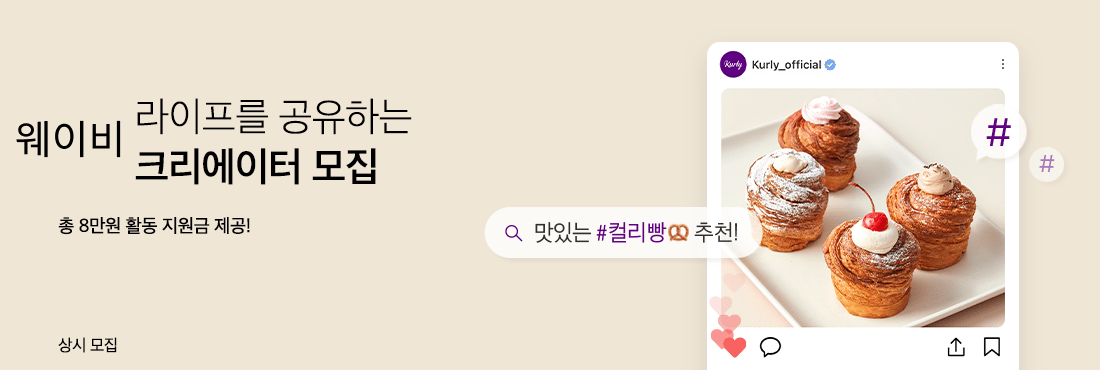 웨이비
라이프를 공유하는
크리에이터 모집
총 8만원 활동 지원금 제공!
상시 모집
Kurly
Kurly_official
#
#
맛있는 #컬리빵🥨 추천!